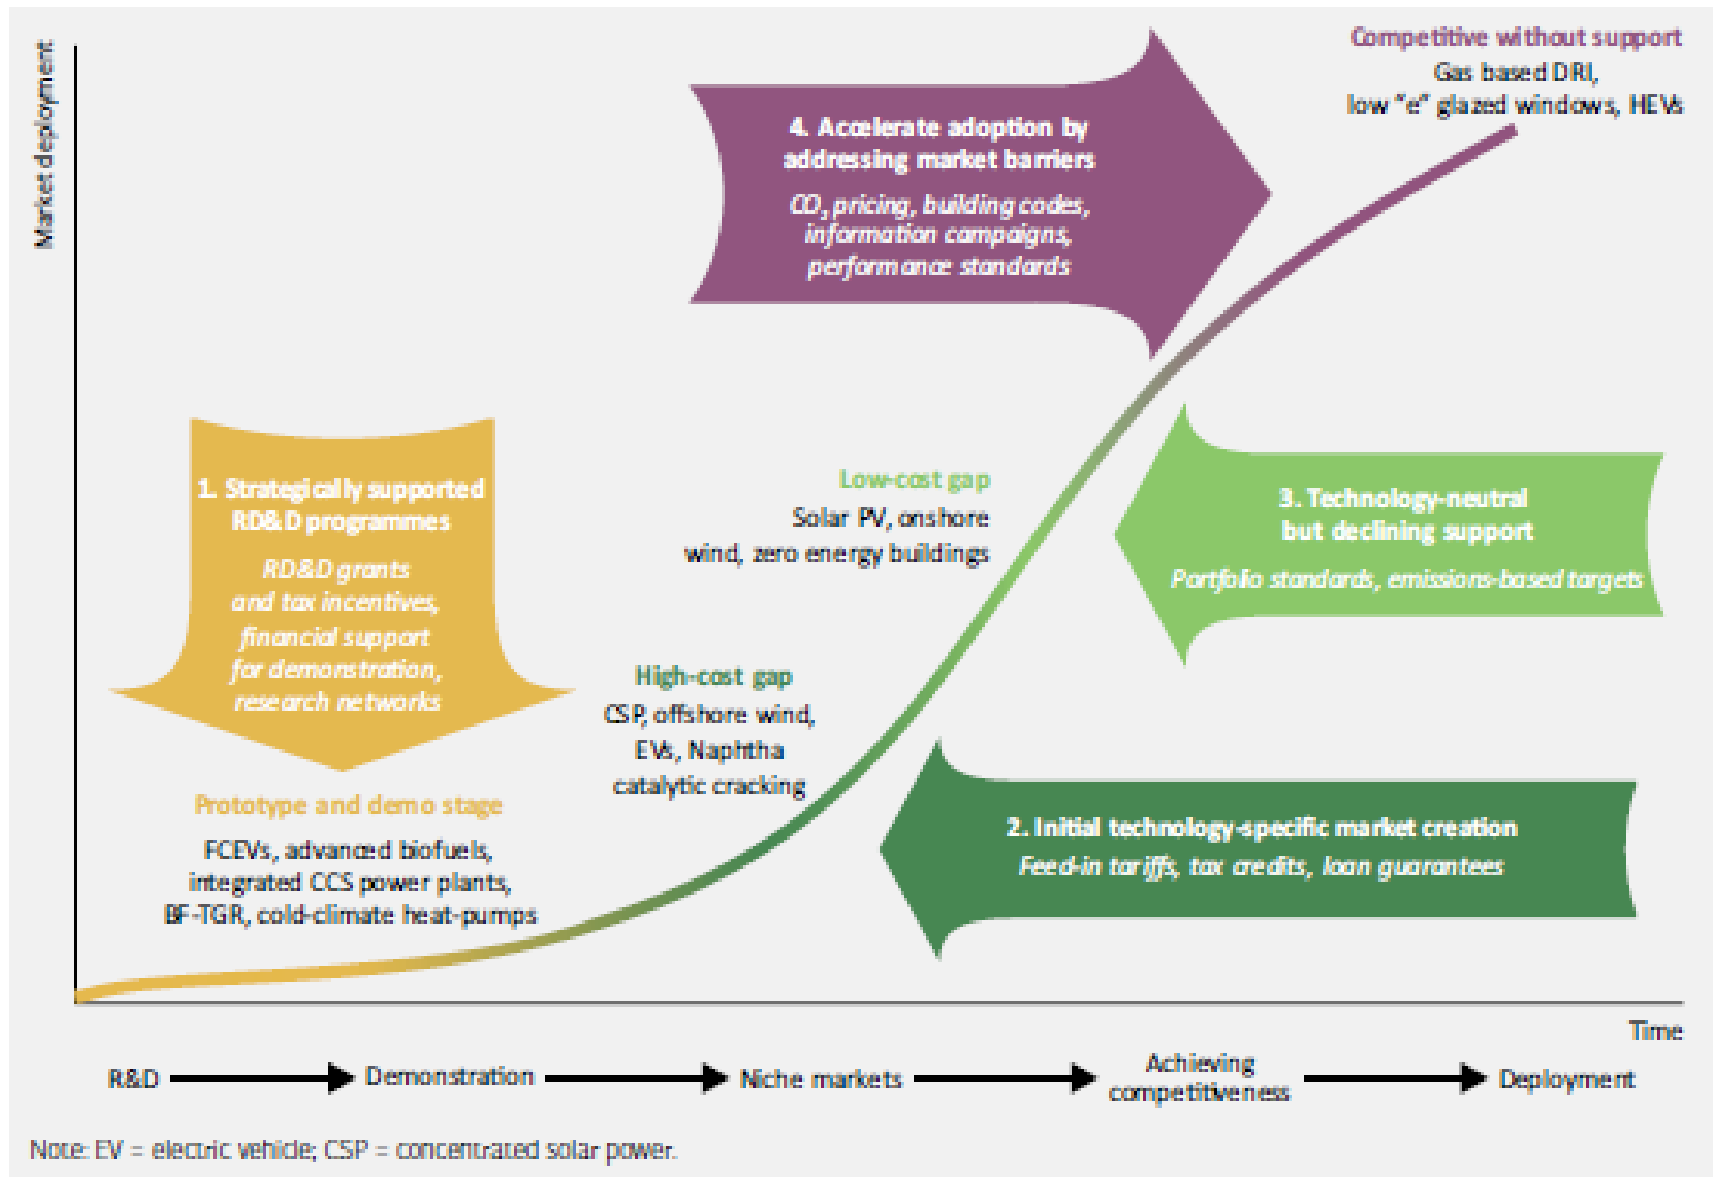 Market deployment
Competitive without support
Gas based DRI,
low "e" glazed windows, HEVs
4. Accelerate adoption by
addressing market barriers
CO₂ pricing, building codes,
information campaigns,
performance standards
1. Strategically supported
RD&D programmes
RD&D grants
and tax incentives,
financial support
for demonstration,
research networks
Low-cost gap
Solar PV, onshore
wind, zero energy buildings
3. Technology-neutral
but declining support
Portfolio standards, emissions-based targets
High-cost gap
CSP, offshore wind,
EVs, Naphtha
catalytic cracking
Prototype and demo stage
FCEVs, advanced biofuels,
integrated CCS power plants,
BF-TGR, cold-climate heat-pumps
2. Initial technology-specific market creation
Feed-in tariffs, tax credits, loan guarantees
Time
R&D
Demonstration
Niche markets
Achieving
competitiveness
Deployment
Note: EV = electric vehicle; CSP = concentrated solar power.